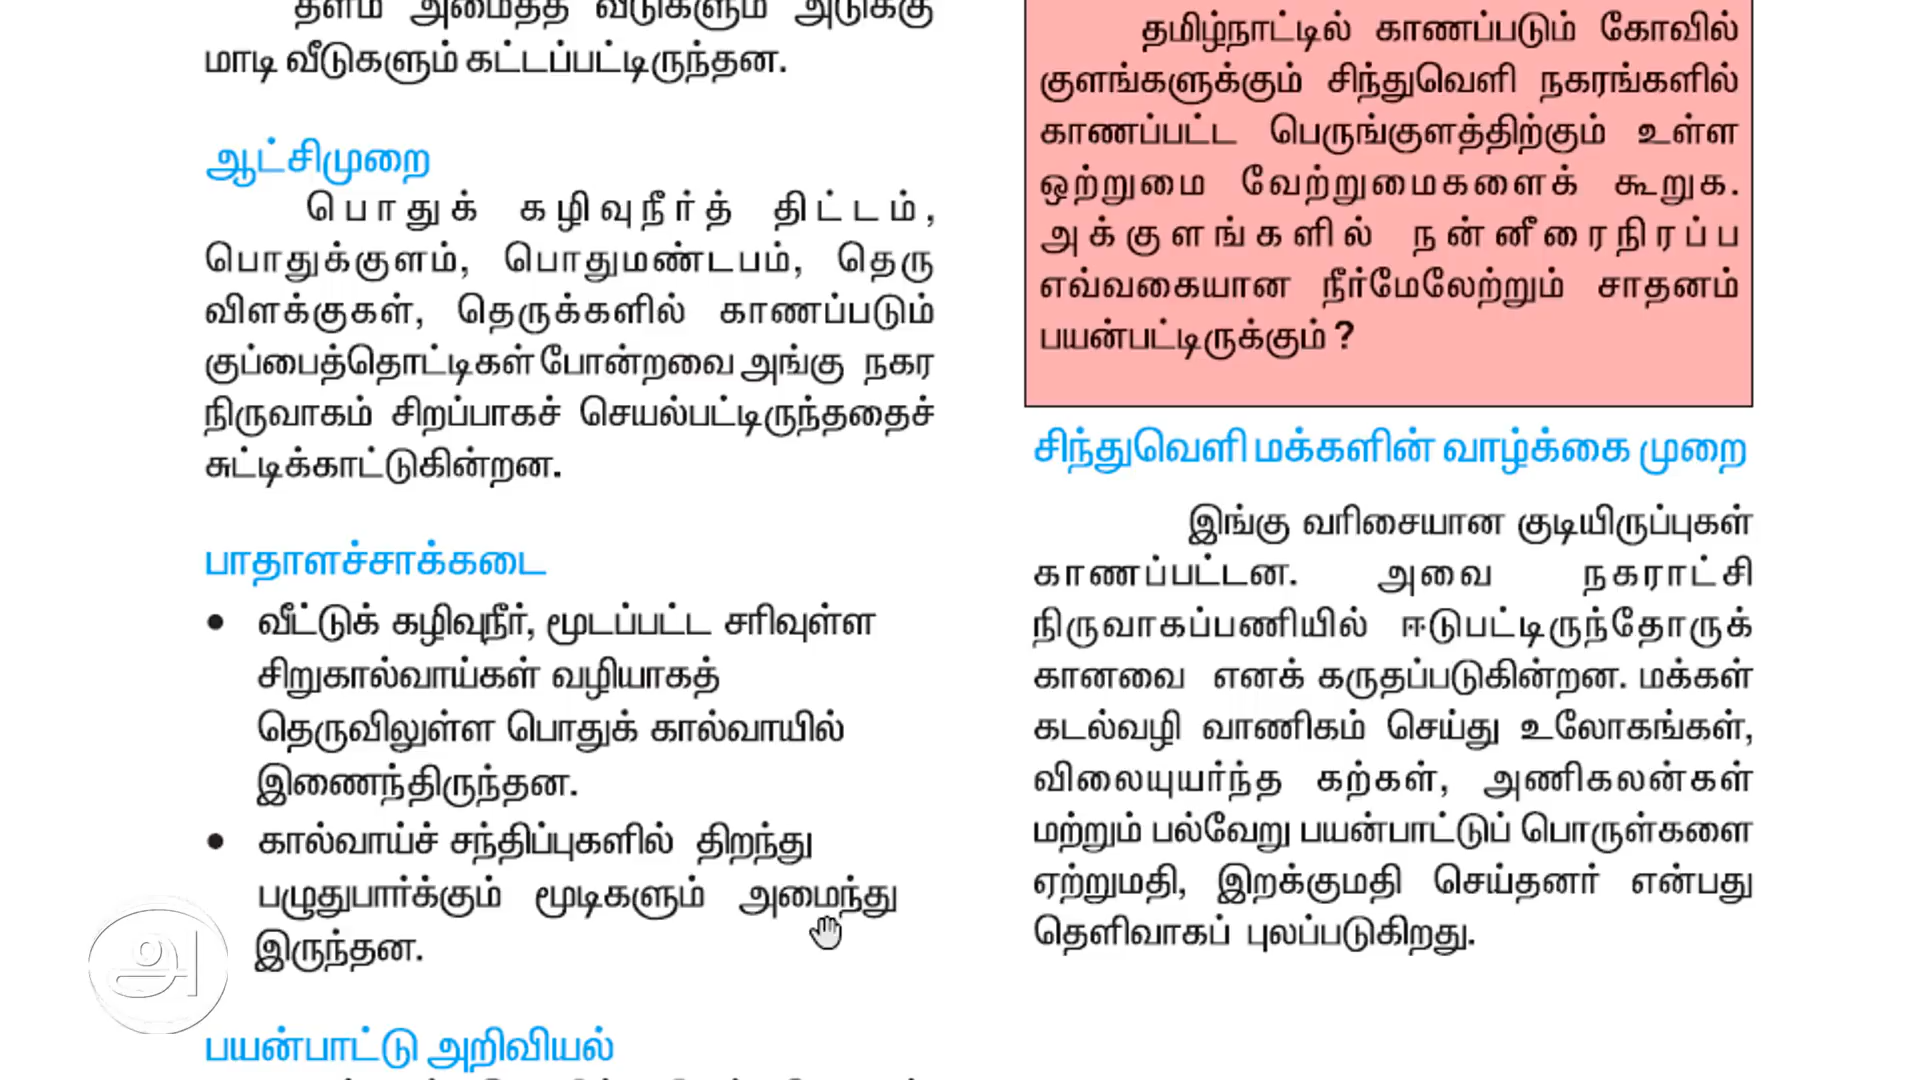 தளம் அமைத்த வீடுகளும் அடுக்கு
மாடி வீடுகளும் கட்டப்பட்டிருந்தன.
ஆட்சிமுறை
பொதுக் கழிவுநீர்த் திட்டம்,
பொதுக்குளம், பொதுமண்டபம், தெரு
விளக்குகள், தெருக்களில் காணப்படும்
குப்பைத்தொட்டிகள் போன்றவை அங்கு நகர
நிருவாகம் சிறப்பாகச் செயல்பட்டிருந்ததைச்
சுட்டிக்காட்டுகின்றன.
பாதாளச்சாக்கடை
• வீட்டுக் கழிவுநீர், மூடப்பட்ட சரிவுள்ள
சிறுகால்வாய்கள் வழியாகத்
தெருவிலுள்ள பொதுக் கால்வாயில்
இணைந்திருந்தன.
• கால்வாய்ச் சந்திப்புகளில் திறந்து
பழுதுபார்க்கும் மூடிகளும் அமைந்து
இருந்தன.
அ
பயன்பாட்டு அறிவியல்
தமிழ்நாட்டில் காணப்படும் கோவில்
குளங்களுக்கும் சிந்துவெளி நகரங்களில்
காணப்பட்ட பெருங்குளத்திற்கும் உள்ள
ஒற்றுமை வேற்றுமைகளைக் கூறுக.
அக்குளங்களில் நன்னீரைநிரப்ப
எவ்வகையான நீர்மேலேற்றும் சாதனம்
பயன்பட்டிருக்கும் ?
சிந்துவெளி மக்களின் வாழ்க்கை முறை
இங்கு வரிசையான குடியிருப்புகள்
காணப்பட்டன. அவை நகராட்சி
நிருவாகப்பணியில் ஈடுபட்டிருந்தோருக்
கானவை எனக் கருதப்படுகின்றன. மக்கள்
கடல்வழி வாணிகம் செய்து உலோகங்கள்,
விலையுயர்ந்த கற்கள், அணிகலன்கள்
மற்றும் பல்வேறு பயன்பாட்டுப் பொருள்களை
ஏற்றுமதி, இறக்குமதி செய்தனர் என்பது
தெளிவாகப் புலப்படுகிறது.